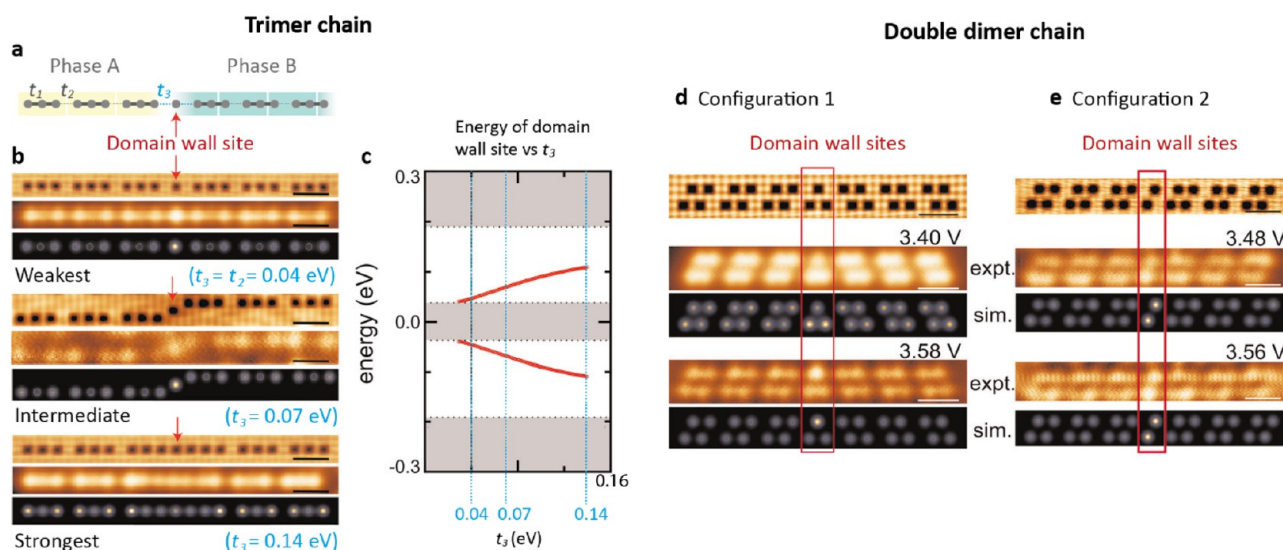 Trimer chain
Double dimer chain
a
Phase A
Phase B
t1
t2
t3
Domain wall site
b
Weakest
(t3 = t2 = 0.04 eV)
Intermediate
(t3 = 0.07 eV)
Strongest
(t3 = 0.14 eV)
c
Energy of domain
wall site vs t3
energy (eV)
0.3
0.0
-0.3
0.16
0.04
0.07
0.14
t3 (eV)
d Configuration 1
Domain wall sites
3.40 V
expt.
sim.
3.58 V
expt.
sim.
e Configuration 2
Domain wall sites
3.48 V
3.56 V